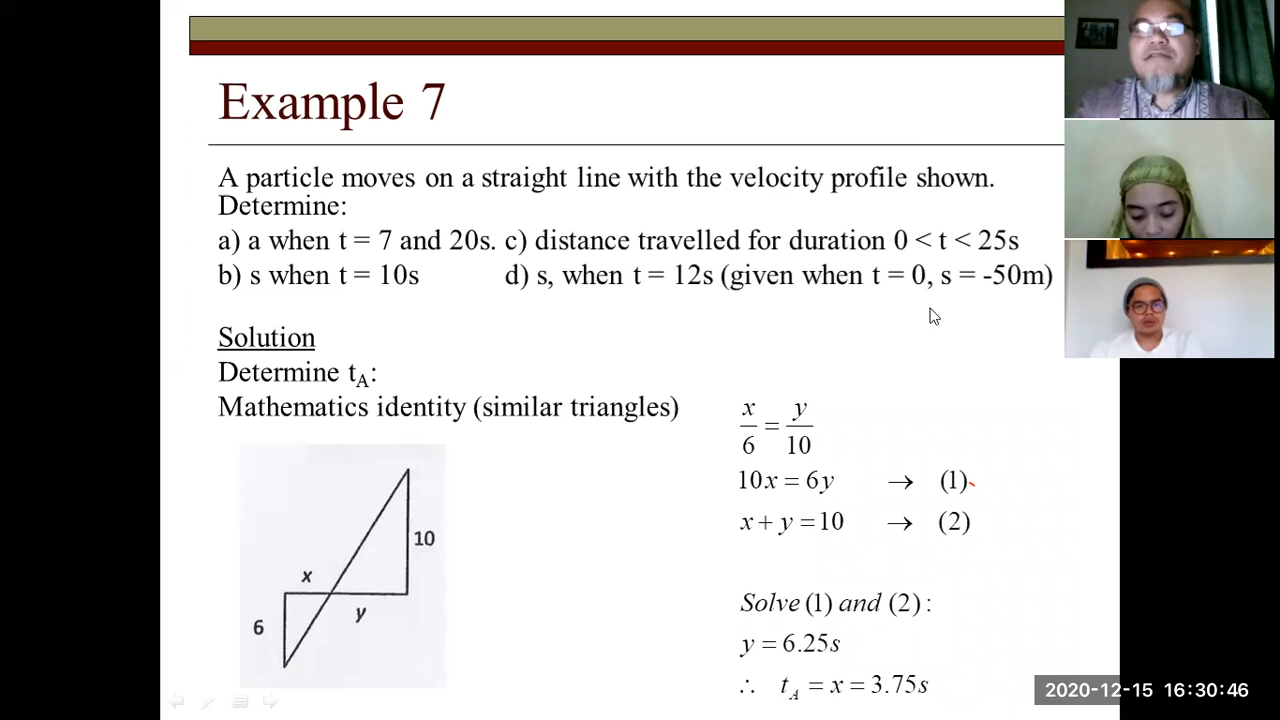 Example 7
A particle moves on a straight line with the velocity profile shown.
Determine:
a) a when t = 7 and 20s. c) distance travelled for duration 0 < t < 25s
b) s when t = 10s d) s, when t = 12s (given when t = 0, s = -50m)
Solution
Determine t_A:
Mathematics identity (similar triangles)
x/6 = y/10
10x = 6y → (1)
x + y = 10 → (2)
10
x
y
6
Solve (1) and (2) :
y = 6.25s
∴ t_A = x = 3.75s
2020-12-15 16:30:46